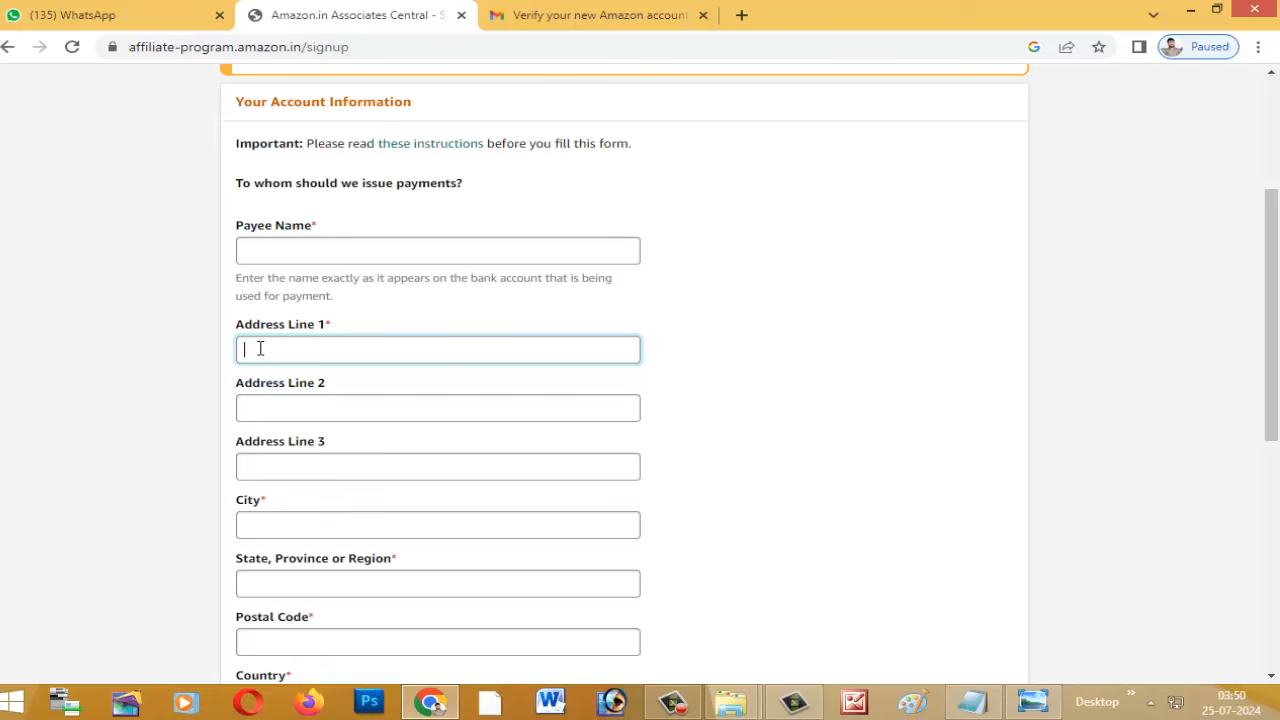 (135) WhatsApp
Amazon.in Associates Central - S
Verify your new Amazon account
affiliate-program.amazon.in/signup
Paused
Your Account Information
Important: Please read these instructions before you fill this form.
To whom should we issue payments?
Payee Name*
Enter the name exactly as it appears on the bank account that is being
used for payment.
Address Line 1*
Address Line 2
Address Line 3
City*
State, Province or Region*
Postal Code*
Country*
Ps
W
Desktop
03:50
25-07-2024